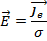 E⃗ = J⃗ₑ / σ